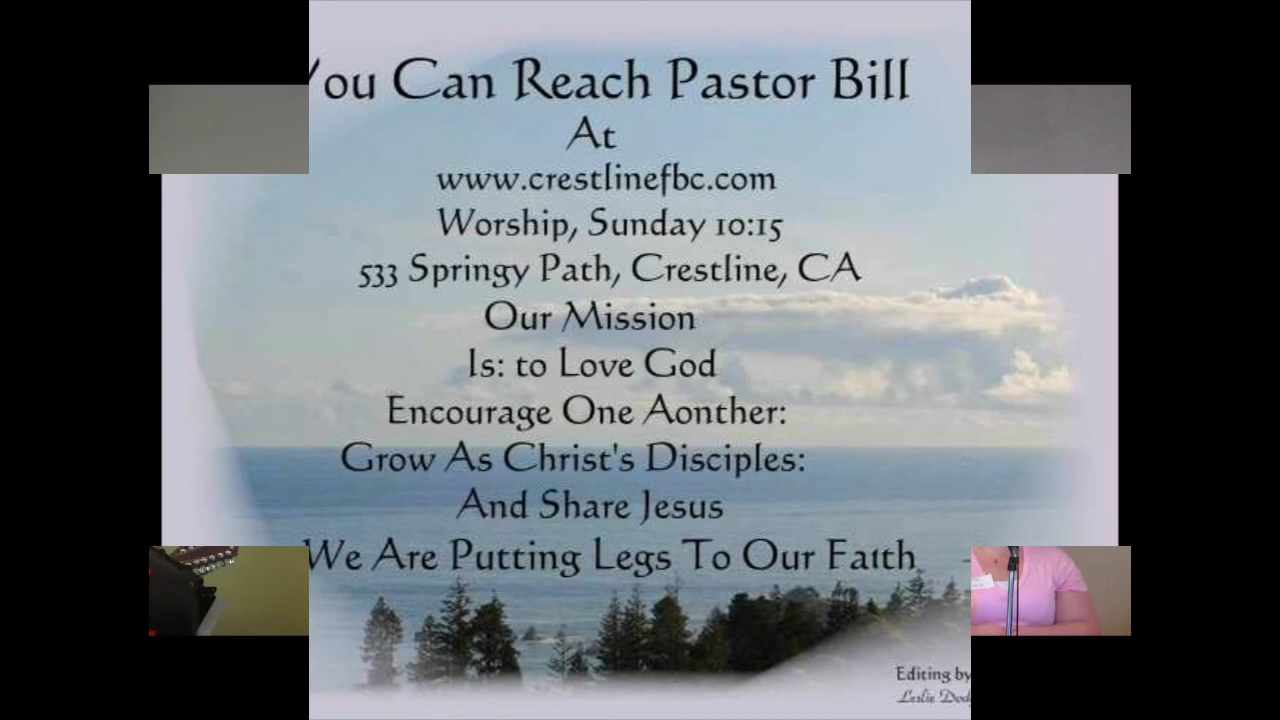 You Can Reach Pastor Bill
At
www.crestlinefbc.com
Worship, Sunday 10:15
533 Springy Path, Crestline, CA
Our Mission
Is: to Love God
Encourage One Aonther:
Grow As Christ's Disciples:
And Share Jesus
We Are Putting Legs To Our Faith
Editing by
Leslie